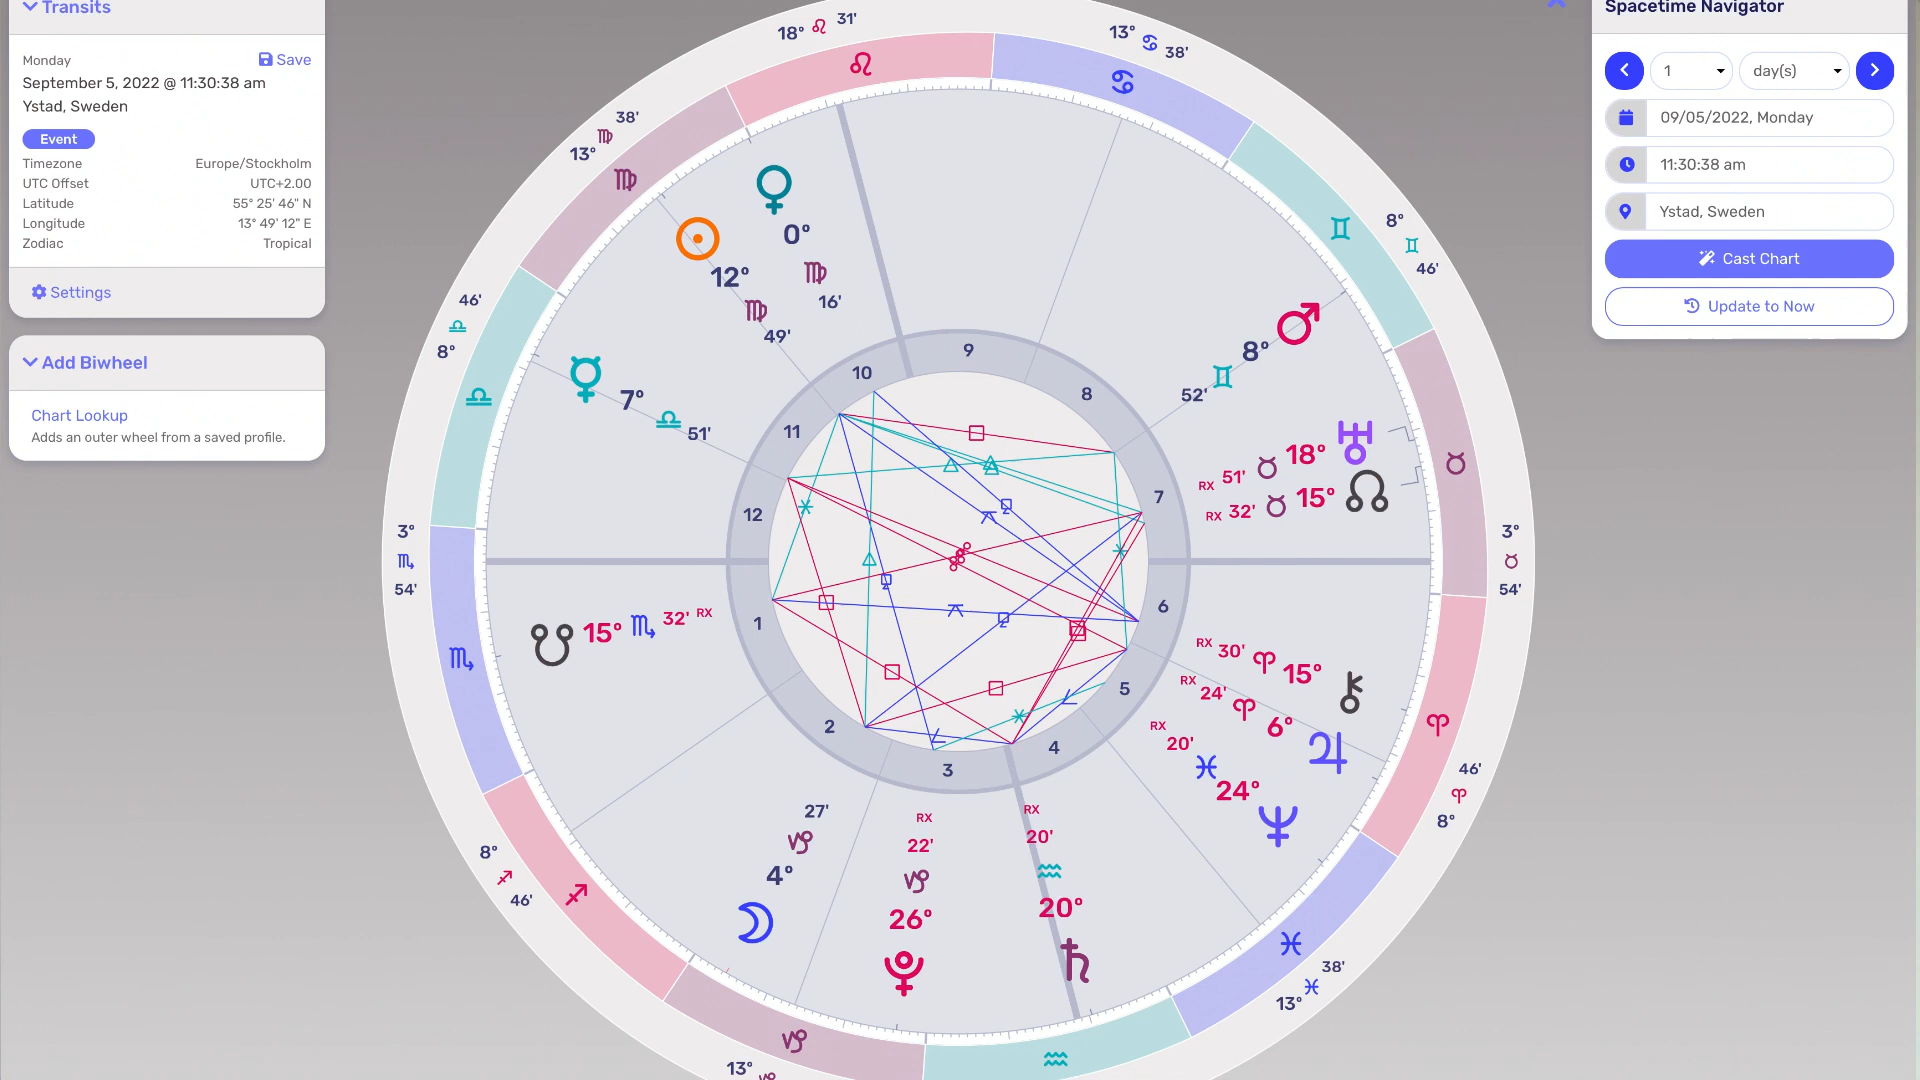 Transits
Monday
Save
September 5, 2022 @ 11:30:38 am
Ystad, Sweden
Event
Timezone Europe/Stockholm
UTC Offset UTC+2.00
Latitude 55° 25' 46" N
Longitude 13° 49' 12" E
Zodiac Tropical
Settings
Add Biwheel
Chart Lookup
Adds an outer wheel from a saved profile.
Spacetime Navigator
1
day(s)
09/05/2022, Monday
11:30:38 am
Ystad, Sweden
Cast Chart
Update to Now
18° ♌ 31'
13° ♋ 38'
8° ♊ 46'
3° ♉ 54'
8° ♈ 46'
13° ♓ 38'
13° ♑
8° ♐ 46'
3° ♏ 54'
8° ♎ 46'
13° ♍ 38'
♌
♋
♊
♉
♈
♓
♒
♑
♐
♏
♎
♍
♀ 0° ♍ 16'
☉ 12° ♍ 49'
☿ 7° ♎ 51'
♂ 8° ♊ 52'
♅ 18° ♉ 51' RX
☊ 15° ♉ 32' RX
☋ 15° ♏ 32' RX
⚷ 15° ♈ 30' RX
♃ 6° ♈ 24' RX
♆ 24° ♓ 20' RX
♄ 20° ♒ 20' RX
♇ 26° ♑ 22' RX
☽ 4° ♑ 27'
1
2
3
4
5
6
7
8
9
10
11
12